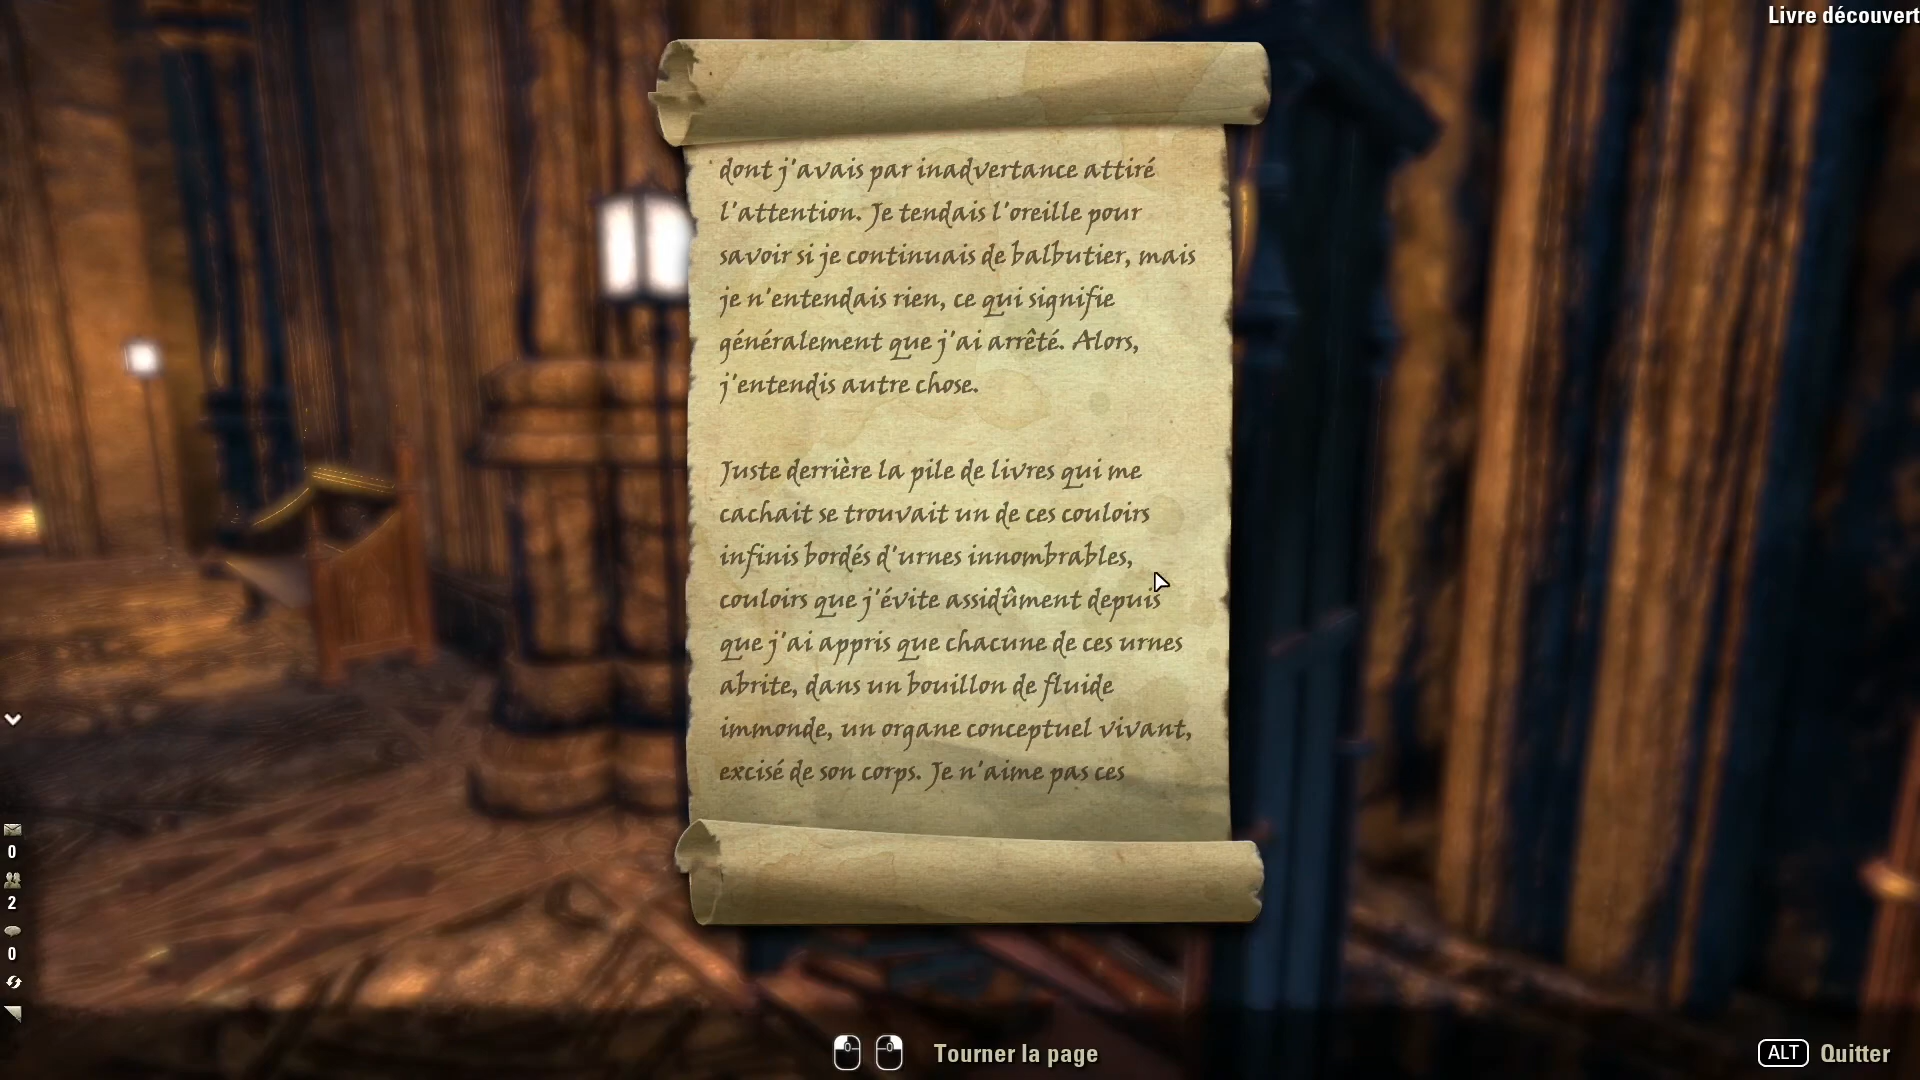 Livre découvert
dont j'avais par inadvertance attiré
l'attention. Je tendais l'oreille pour
savoir si je continuais de balbutier, mais
je n'entendais rien, ce qui signifie
généralement que j'ai arrêté. Alors,
j'entendis autre chose.
Juste derrière la pile de livres qui me
cachait se trouvait un de ces couloirs
infinis bordés d'urnes innombrables,
couloirs que j'évite assidûment depuis
que j'ai appris que chacune de ces urnes
abrite, dans un bouillon de fluide
immonde, un organe conceptuel vivant,
excisé de son corps. Je n'aime pas ces
0
2
0
Tourner la page
ALT Quitter